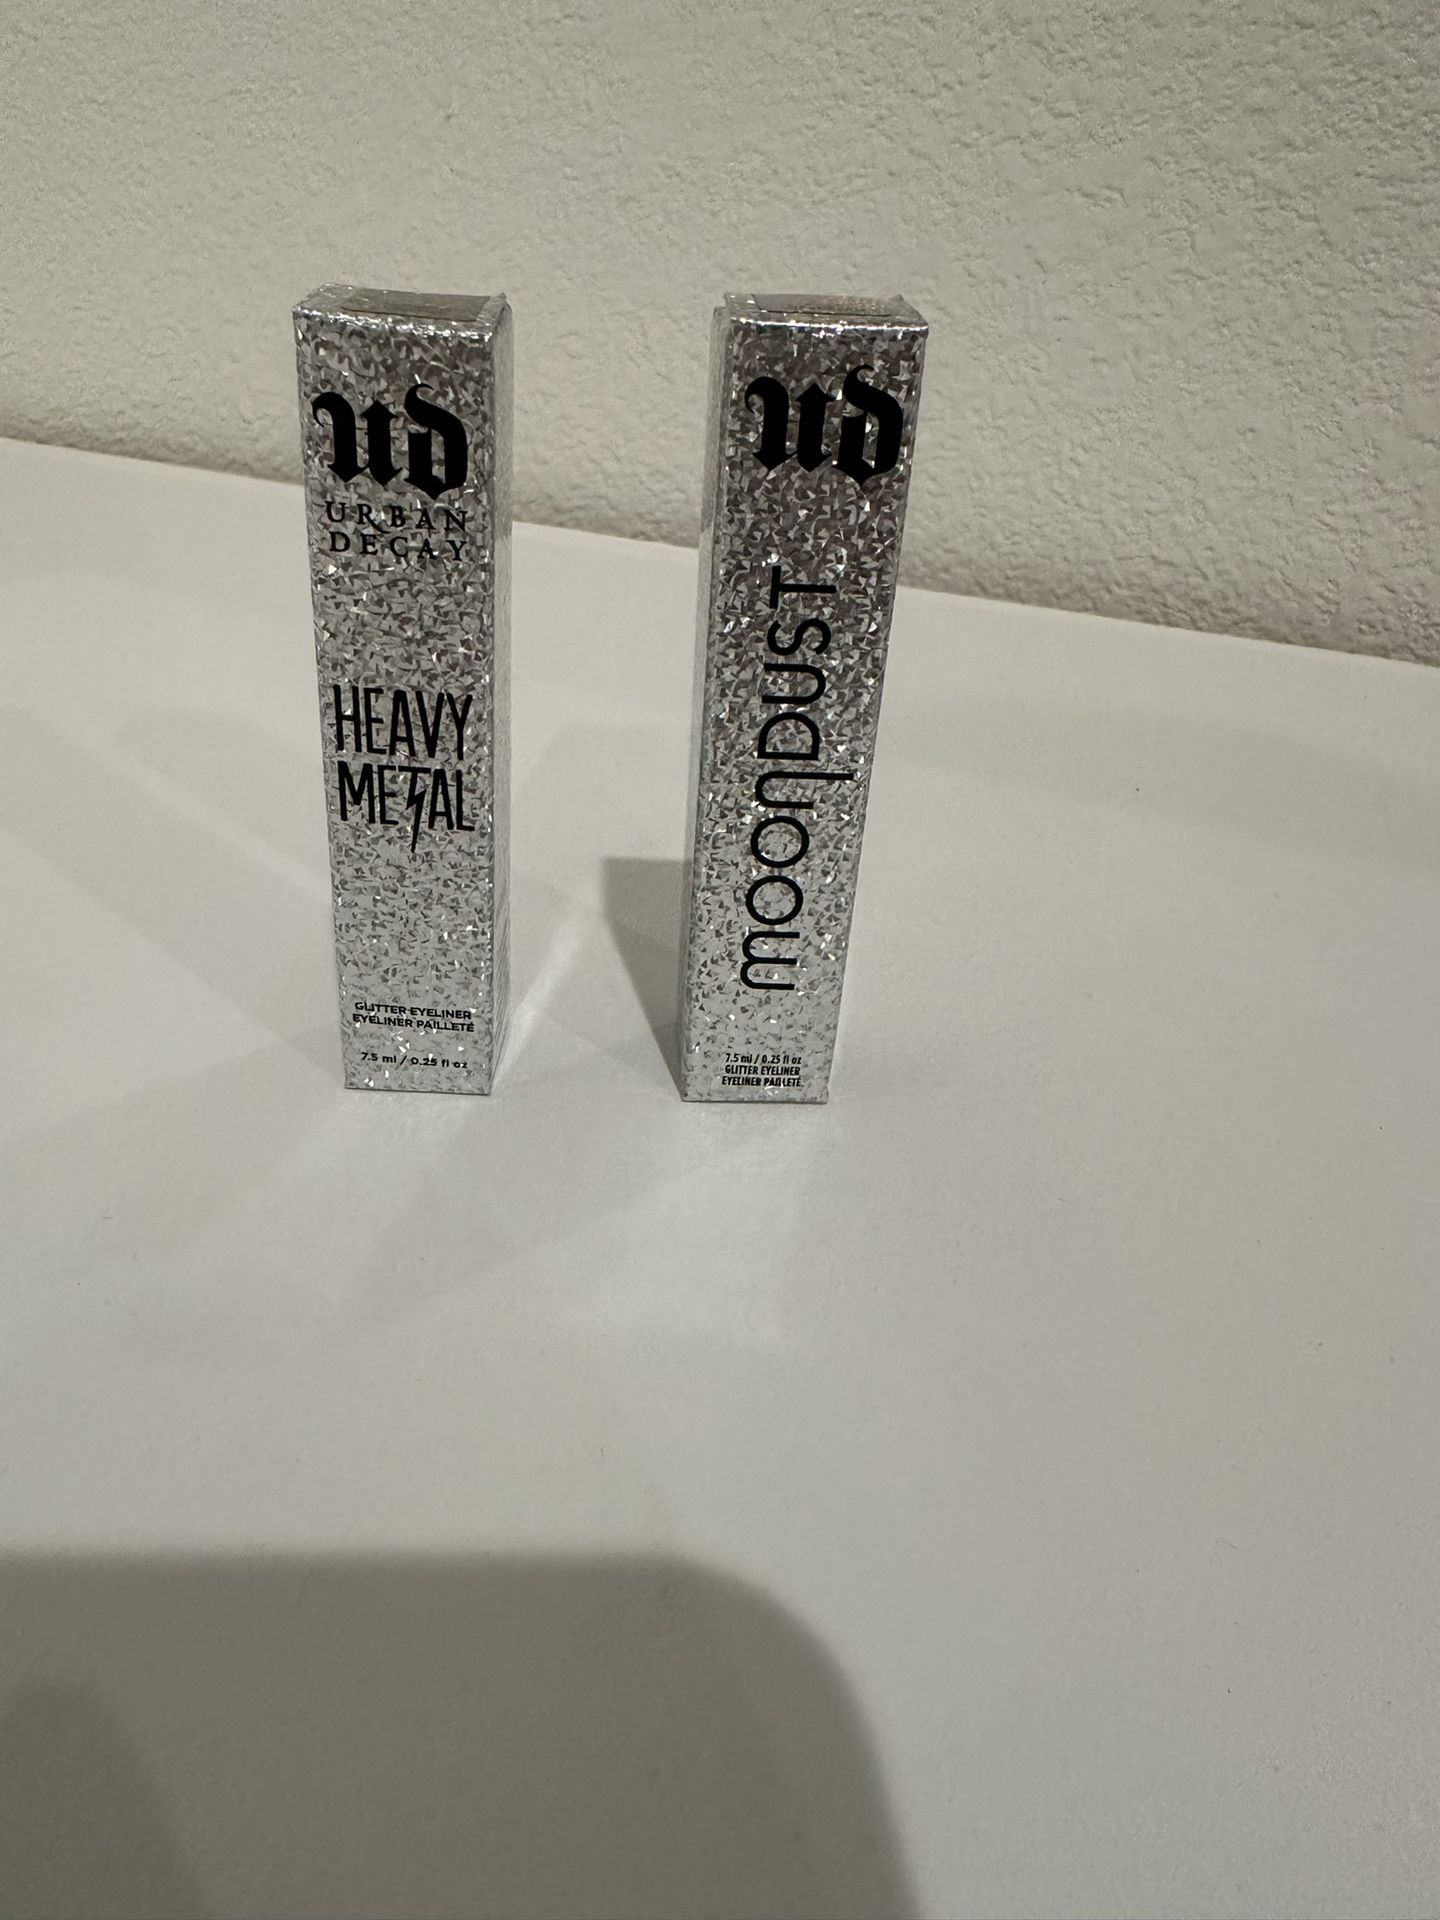 UD
URBAN
DECAY
HEAVY
METAL
GLITTER EYELINER
EYELINER PAILLETÉ
7.5 ml / 0.25 fl oz
UD
MOONDUST
7.5 ml / 0.25 fl oz
GLITTER EYELINER
EYELINER PAILLETÉ